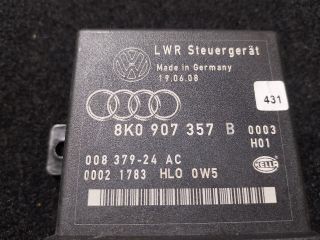 LWR Steuergerät
Made in Germany
19.06.08
431
8K0 907 357 B 0003
H01
008 379-24 AC
0002 1783 HL0 0W5
HELLA